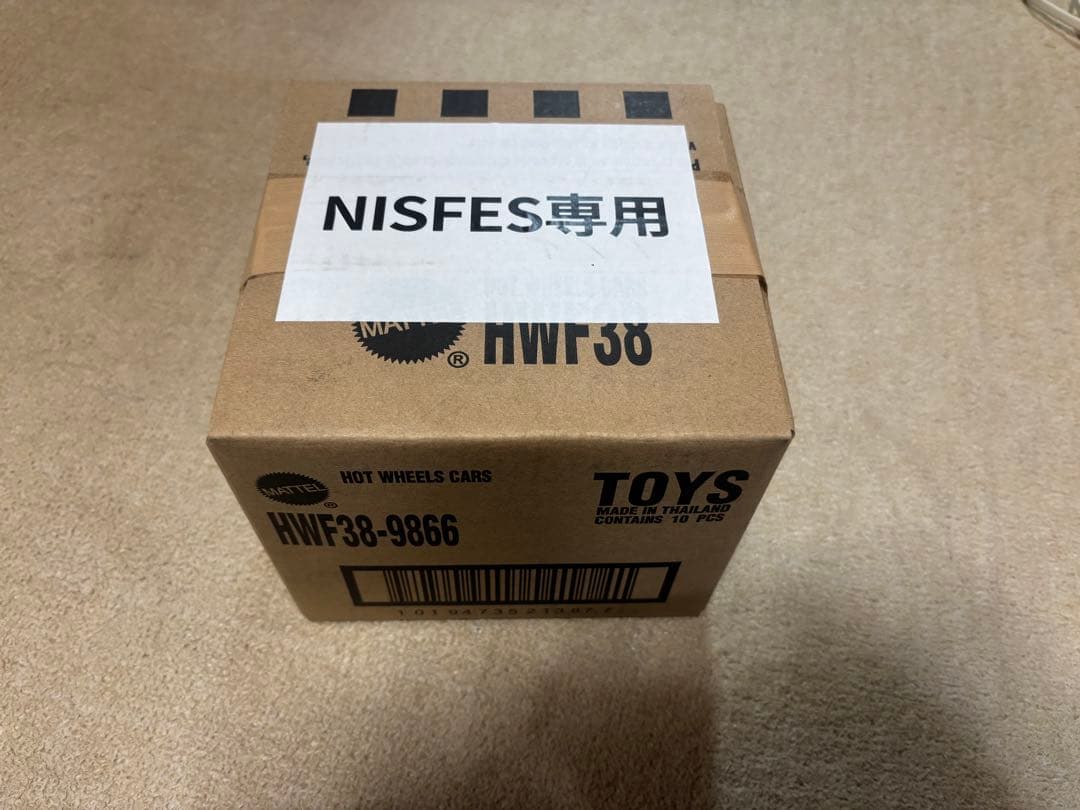 NISFES専用
MATTEL ® HWF38
MATTEL ® HOT WHEELS CARS
HWF38-9866
TOYS
MADE IN THAILAND
CONTAINS 10 PCS